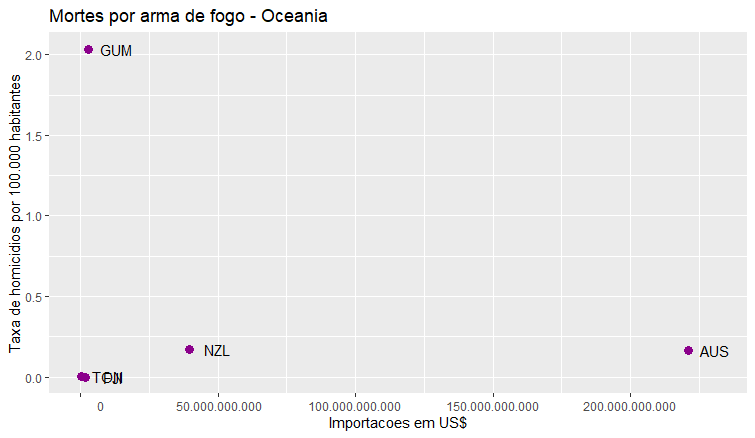 Mortes por arma de fogo - Oceania
Taxa de homicidios por 100.000 habitantes
2.0
1.5
1.0
0.5
0.0
GUM
NZL
AUS
TON
FJI
0
50.000.000.000
100.000.000.000
150.000.000.000
200.000.000.000
Importacoes em US$